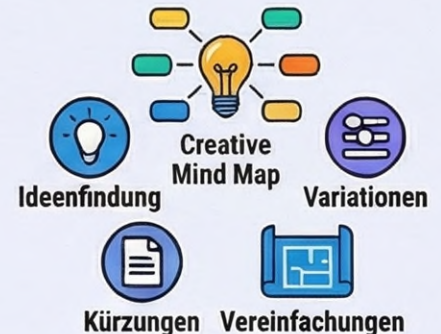 Creative
Mind Map
Ideenfindung
Variationen
Kürzungen
Vereinfachungen